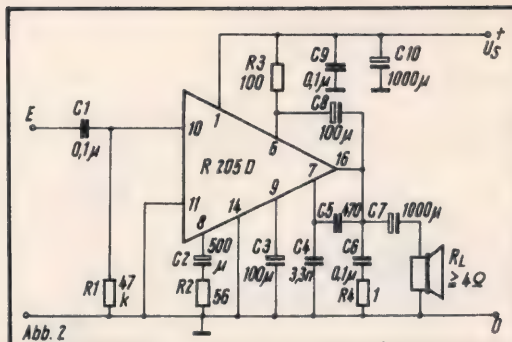 +
U_S
C9
C10
R3
100
0,1µ
1000µ
C8
100µ
C1
E
0,1µ
10
1
6
16
R 205 D
7
11
9
8
14
C5
470
C7
1000µ
C2
500
µ
C3
100µ
C4
3,3n
C6
0,1µ
R_L
≥ 4Ω
R1
47
k
R2
56
R4
1
Abb. 2
0